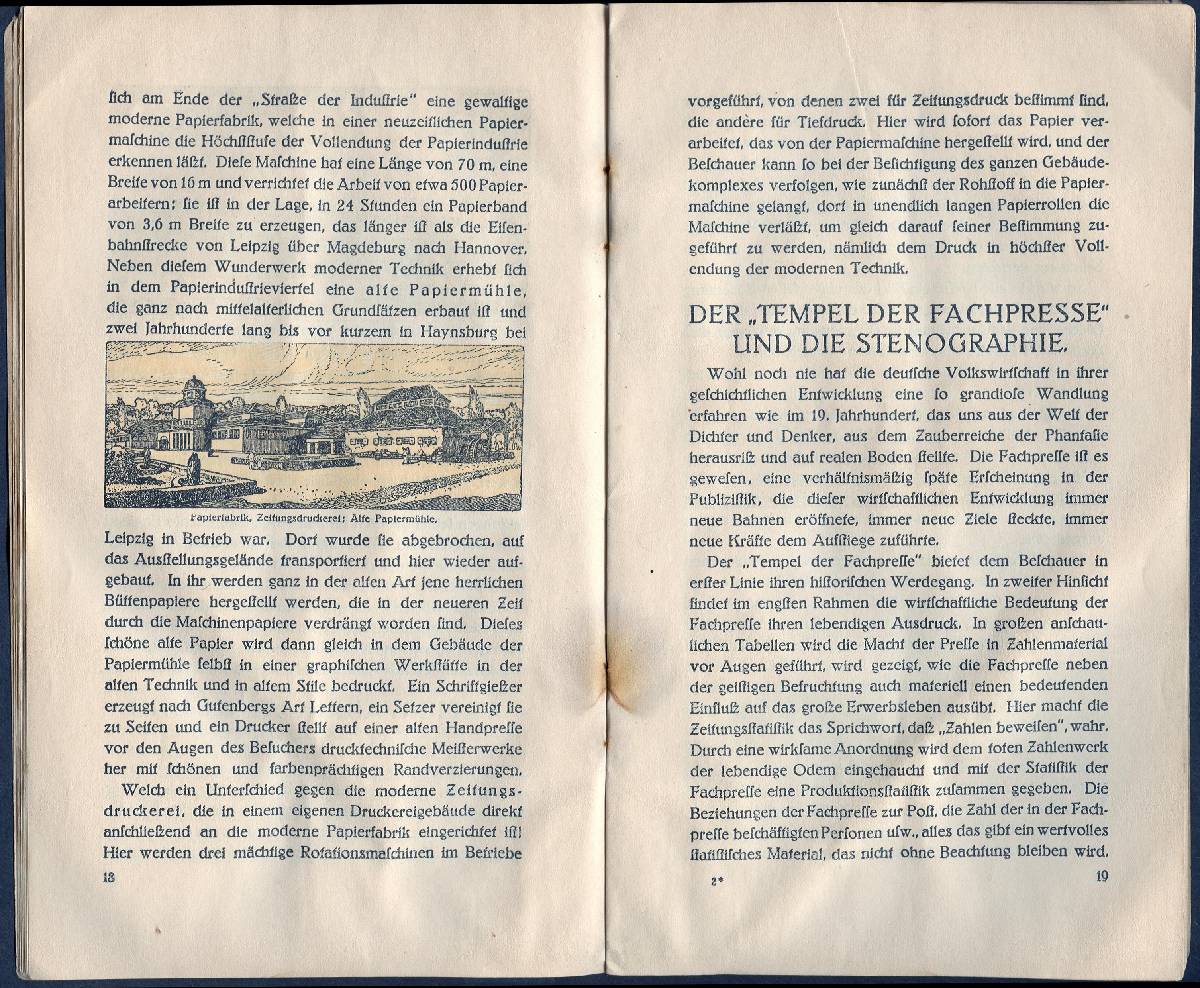 ſich am Ende der „Straße der Induſtrie“ eine gewaltige
moderne Papierfabrik, welche in einer neuzeitlichen Papier-
maſchine die Höchſtſtufe der Vollendung der Papierinduſtrie
erkennen läßt. Dieſe Maſchine hat eine Länge von 70 m, eine
Breite von 16 m und verrichtet die Arbeit von etwa 500 Papier-
arbeitern; ſie iſt in der Lage, in 24 Stunden ein Papierband
von 3,6 m Breite zu erzeugen, das länger iſt als die Eiſen-
bahnſtrecke von Leipzig über Magdeburg nach Hannover.
Neben dieſem Wunderwerk moderner Technik erhebt ſich
in dem Papierinduſtrieviertel eine alte Papiermühle,
die ganz nach mittelalterlichen Grundſätzen erbaut iſt und
zwei Jahrhunderte lang bis vor kurzem in Haynsburg bei
Papierfabrik, Zeitungsdruckerei; Alte Papiermühle.
Leipzig in Betrieb war. Dort wurde ſie abgebrochen, auf
das Ausſtellungsgelände transportiert und hier wieder auf-
gebaut. In ihr werden ganz in der alten Art jene herrlichen
Büttenpapiere hergeſtellt werden, die in der neueren Zeit
durch die Maſchinenpapiere verdrängt worden ſind. Dieſes
ſchöne alte Papier wird dann gleich in dem Gebäude der
Papiermühle ſelbſt in einer graphiſchen Werkſtätte in der
alten Technik und in altem Stile bedruckt. Ein Schriftgießer
erzeugt nach Gutenbergs Art Lettern, ein Setzer vereinigt ſie
zu Seiten und ein Drucker ſtellt auf einer alten Handpreſſe
vor den Augen des Beſuchers drucktechniſche Meiſterwerke
her mit ſchönen und farbenprächtigen Randverzierungen.
Welch ein Unterſchied gegen die moderne Zeitungs-
druckerei, die in einem eigenen Druckereigebäude direkt
anſchließend an die moderne Papierfabrik eingerichtet iſt!
Hier werden drei mächtige Rotationsmaſchinen im Betriebe
18
vorgeführt, von denen zwei für Zeitungsdruck beſtimmt ſind,
die andere für Tiefdruck. Hier wird ſofort das Papier ver-
arbeitet, das von der Papiermaſchine hergeſtellt wird, und der
Beſchauer kann ſo bei der Beſichtigung des ganzen Gebäude-
komplexes verfolgen, wie zunächſt der Rohſtoff in die Papier-
maſchine gelangt, dort in unendlich langen Papierrollen die
Maſchine verläßt, um gleich darauf ſeiner Beſtimmung zu-
geführt zu werden, nämlich dem Druck in höchſter Voll-
endung der modernen Technik.
DER „TEMPEL DER FACHPRESSE“
UND DIE STENOGRAPHIE.
Wohl noch nie hat die deutſche Volkswirtſchaft in ihrer
geſchichtlichen Entwicklung eine ſo grandioſe Wandlung
erfahren wie im 19. Jahrhundert, das uns aus der Welt der
Dichter und Denker, aus dem Zauberreiche der Phantaſie
herausriß und auf realen Boden ſtellte. Die Fachpreſſe iſt es
geweſen, eine verhältnismäßig ſpäte Erſcheinung in der
Publiziſtik, die dieſer wirtſchaftlichen Entwicklung immer
neue Bahnen eröffnete, immer neue Ziele ſteckte, immer
neue Kräfte dem Aufſtiege zuführte.
Der „Tempel der Fachpreſſe“ bietet dem Beſchauer in
erſter Linie ihren hiſtoriſchen Werdegang. In zweiter Hinſicht
findet im engſten Rahmen die wirtſchaftliche Bedeutung der
Fachpreſſe ihren lebendigen Ausdruck. In großen anſchau-
lichen Tabellen wird die Macht der Preſſe in Zahlenmaterial
vor Augen geführt, wird gezeigt, wie die Fachpreſſe neben
der geiſtigen Befruchtung auch materiell einen bedeutenden
Einfluß auf das große Erwerbsleben ausübt. Hier macht die
Zeitungsſtatiſtik das Sprichwort, daß „Zahlen beweiſen“, wahr.
Durch eine wirkſame Anordnung wird dem toten Zahlenwerk
der lebendige Odem eingehaucht und mit der Statiſtik der
Fachpreſſe eine Produktionsſtatiſtik zuſammen gegeben. Die
Beziehungen der Fachpreſſe zur Poſt, die Zahl der in der Fach-
preſſe beſchäftigten Perſonen uſw., alles das gibt ein wertvolles
ſtatiſtiſches Material, das nicht ohne Beachtung bleiben wird.
2*
19